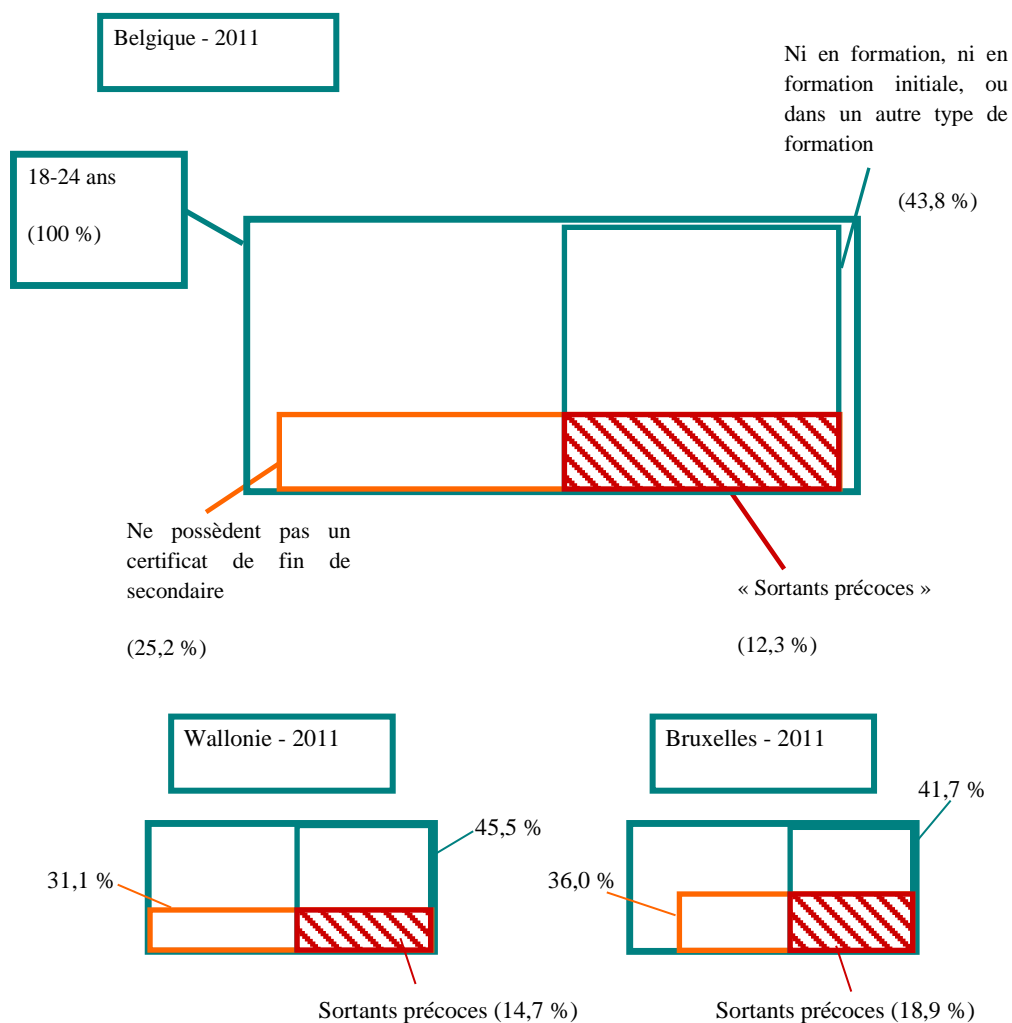 Belgique - 2011
Ni en formation, ni en
formation initiale, ou
dans un autre type de
formation
(43,8 %)
18-24 ans
(100 %)
Ne possèdent pas un
certificat de fin de
secondaire
(25,2 %)
« Sortants précoces »
(12,3 %)
Wallonie - 2011
45,5 %
31,1 %
Sortants précoces (14,7 %)
Bruxelles - 2011
41,7 %
36,0 %
Sortants précoces (18,9 %)